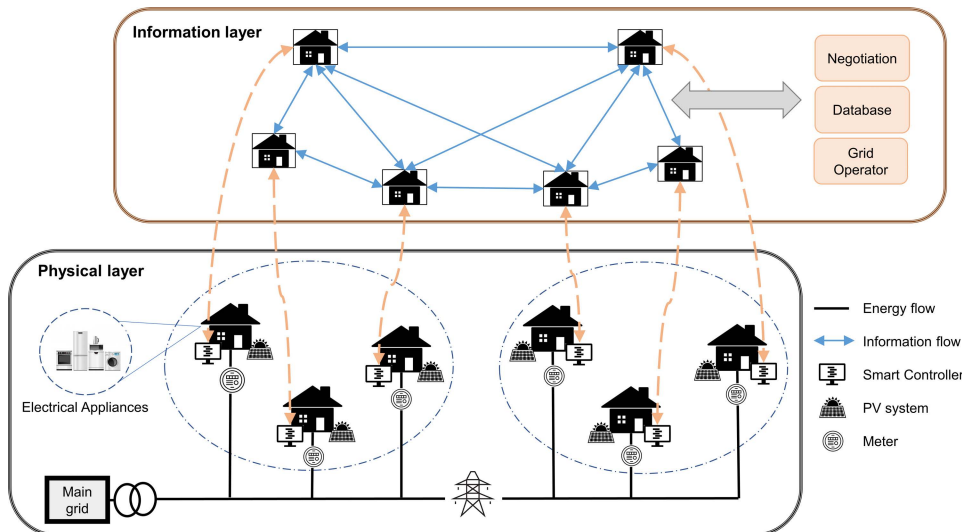 Information layer
Negotiation
Database
Grid
Operator
Physical layer
Electrical Appliances
Main
grid
Energy flow
Information flow
Smart Controller
PV system
Meter